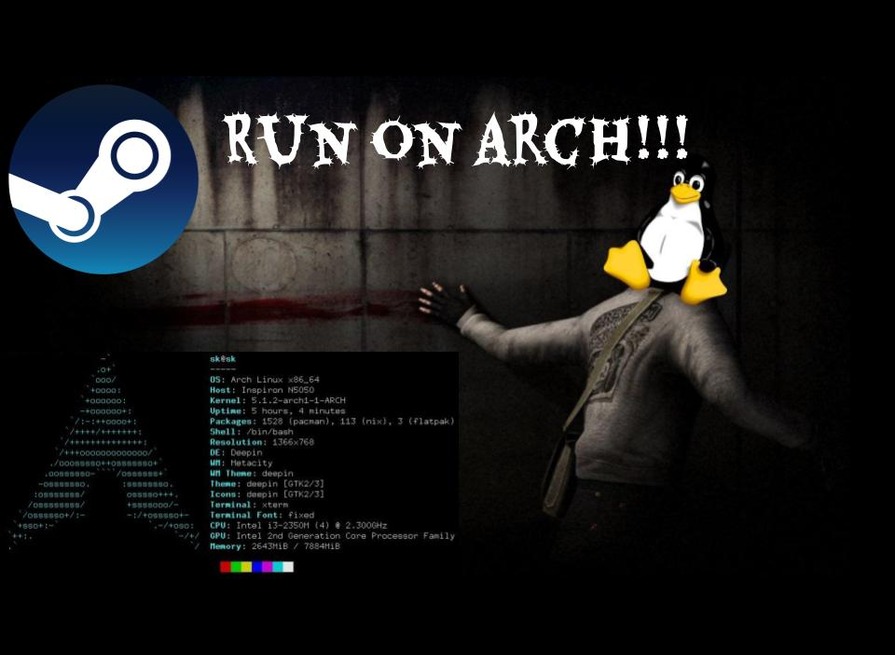 RUN ON ARCH!!!
sk@sk
-----
OS: Arch Linux x86_64
Host: Inspiron N5050
Kernel: 5.1.2-arch1-1-ARCH
Uptime: 5 hours, 4 minutes
Packages: 1528 (pacman), 113 (nix), 3 (flatpak)
Shell: /bin/bash
Resolution: 1366x768
DE: Deepin
WM: Metacity
WM Theme: deepin
Theme: deepin [GTK2/3]
Icons: deepin [GTK2/3]
Terminal: xterm
Terminal Font: fixed
CPU: Intel i3-2350M (4) @ 2.300GHz
GPU: Intel 2nd Generation Core Processor Family
Memory: 2643MiB / 7884MiB